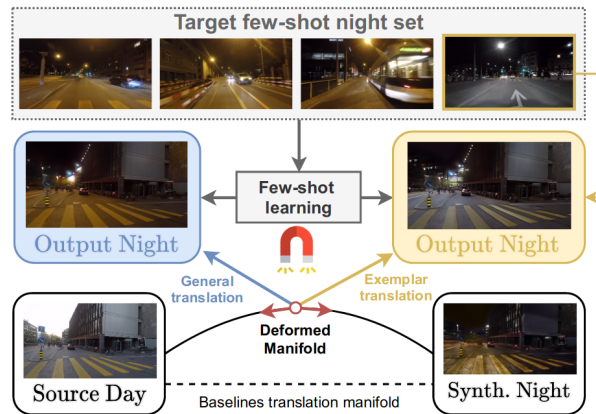 Target few-shot night set
Few-shot
learning
Output Night
Output Night
General
translation
Exemplar
translation
Deformed
Manifold
Source Day
Synth. Night
Baselines translation manifold